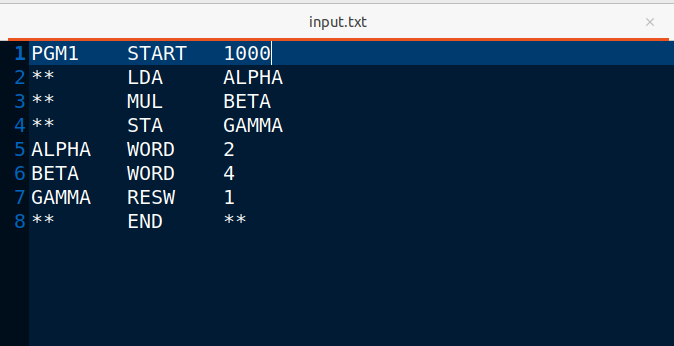 input.txt ×
1 PGM1 START 1000
2 ** LDA ALPHA
3 ** MUL BETA
4 ** STA GAMMA
5 ALPHA WORD 2
6 BETA WORD 4
7 GAMMA RESW 1
8 ** END **